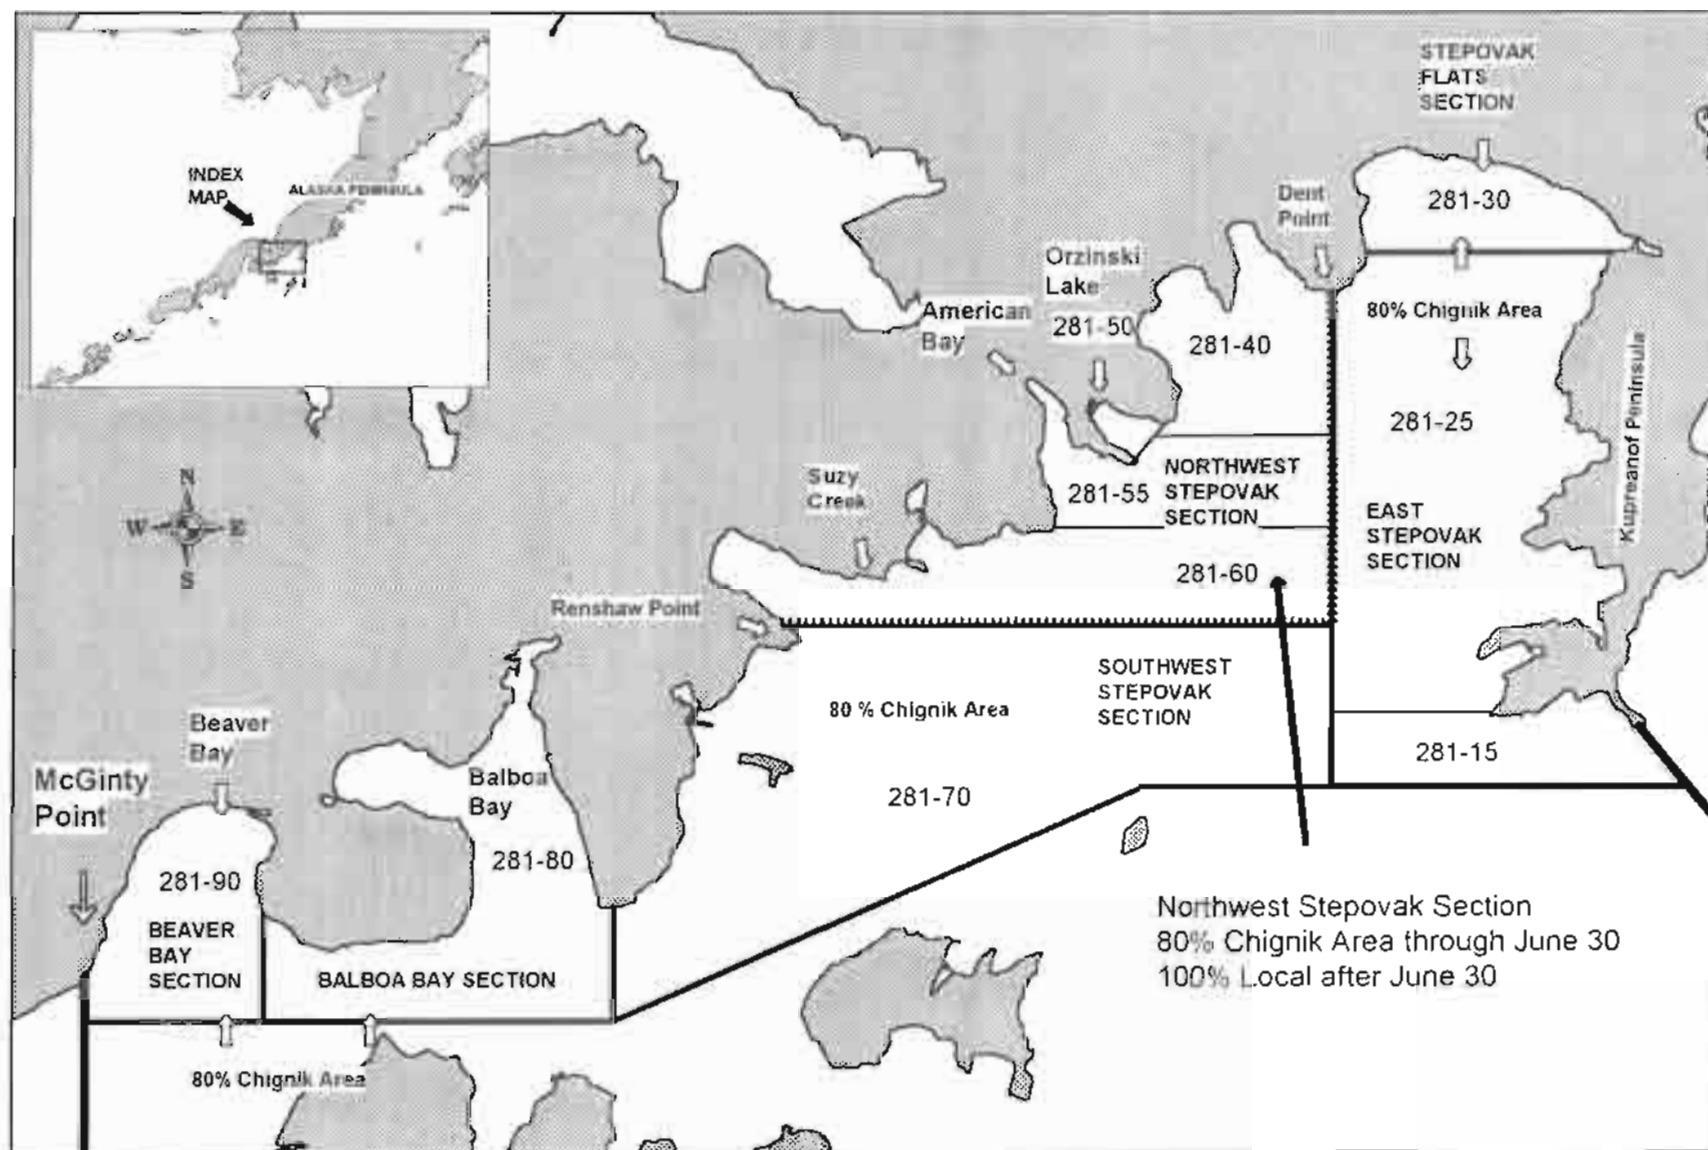 STEPOVAK
FLATS
SECTION
281-30
INDEX
MAP
ALASKA PENINSULA
Dent
Point
Orzinski
Lake
281-50
American
Bay
281-40
80% Chignik Area
281-25
Kupreanof Peninsula
N
W E
S
Suzy
Creek
281-55
NORTHWEST
STEPOVAK
SECTION
EAST
STEPOVAK
SECTION
281-60
Renshaw Point
SOUTHWEST
STEPOVAK
SECTION
80 % Chignik Area
281-70
281-15
Beaver
Bay
McGinty
Point
Balboa
Bay
281-80
281-90
BEAVER
BAY
SECTION
BALBOA BAY SECTION
80% Chignik Area
Northwest Stepovak Section
80% Chignik Area through June 30
100% Local after June 30